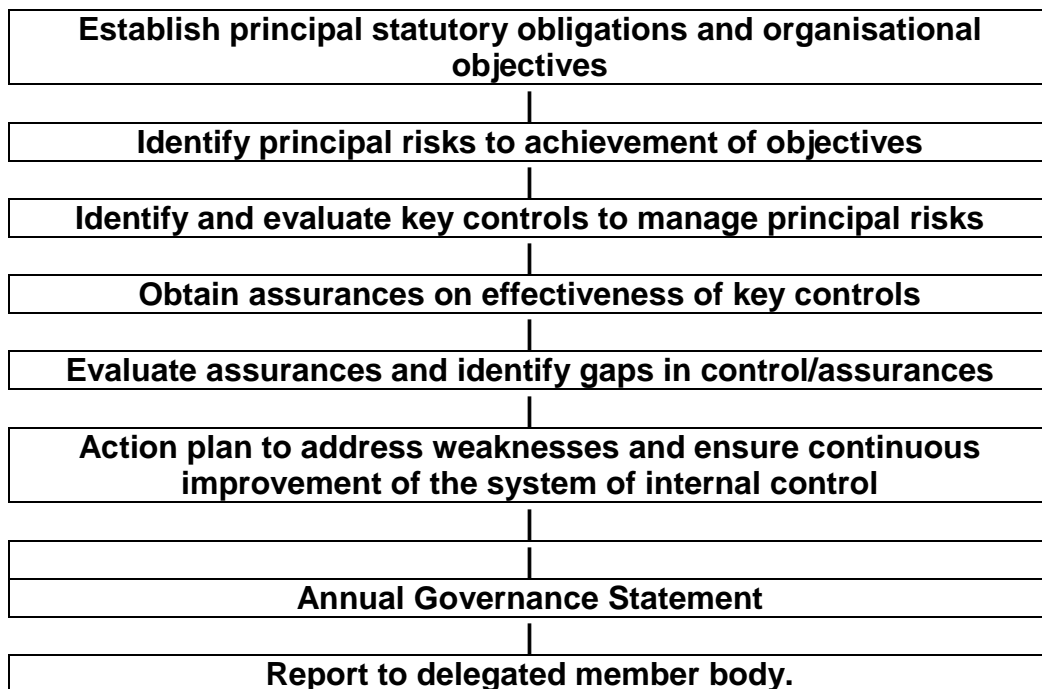 Establish principal statutory obligations and organisational
objectives
Identify principal risks to achievement of objectives
Identify and evaluate key controls to manage principal risks
Obtain assurances on effectiveness of key controls
Evaluate assurances and identify gaps in control/assurances
Action plan to address weaknesses and ensure continuous
improvement of the system of internal control
Annual Governance Statement
Report to delegated member body.